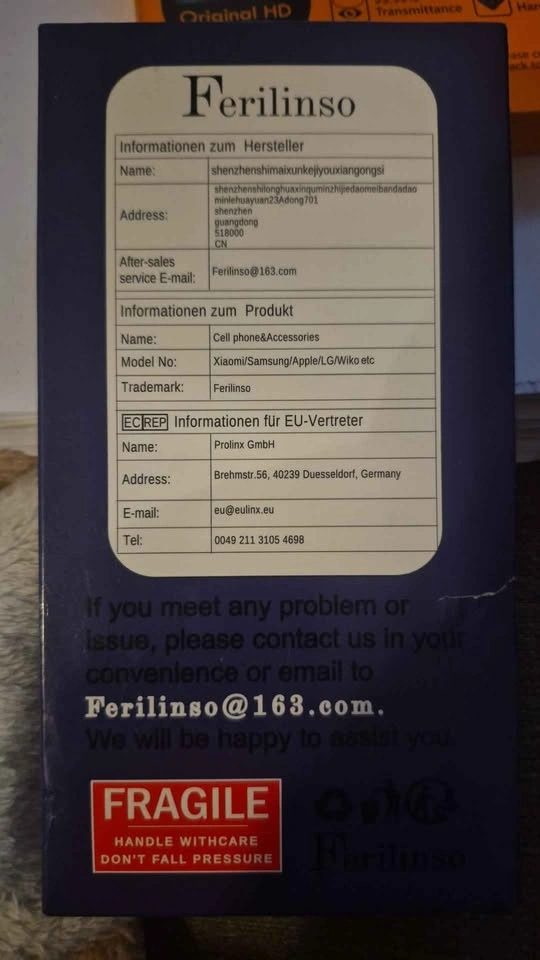 Original HD
Transmittance
Har
Ferilinso
Informationen zum Hersteller
Name: shenzhenshimaixunkejiyouxiangongsi
Address: shenzhenshilonghuaxinquminzhijiedaomeibandadao
minlehuayuan23Adong701
shenzhen
guangdong
518000
CN
After-sales
service E-mail: Ferilinso@163.com
Informationen zum Produkt
Name: Cell phone&Accessories
Model No: Xiaomi/Samsung/Apple/LG/Wiko etc
Trademark: Ferilinso
EC REP Informationen für EU-Vertreter
Name: Prolinx GmbH
Address: Brehmstr.56, 40239 Duesseldorf, Germany
E-mail: eu@eulinx.eu
Tel: 0049 211 3105 4698
If you meet any problem or
issue, please contact us in your
convenience or email to
Ferilinso@163.com.
We will be happy to assist you.
FRAGILE
HANDLE WITHCARE
DON'T FALL PRESSURE
Ferilinso